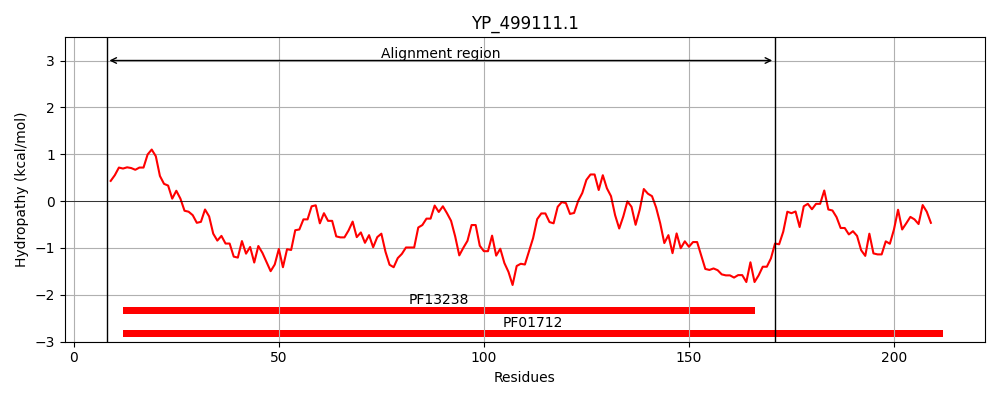 YP_499111.1
Alignment region
3
2
1
0
−1
−2
−3
Hydropathy (kcal/mol)
PF13238
PF01712
0 50 100 150 200
Residues